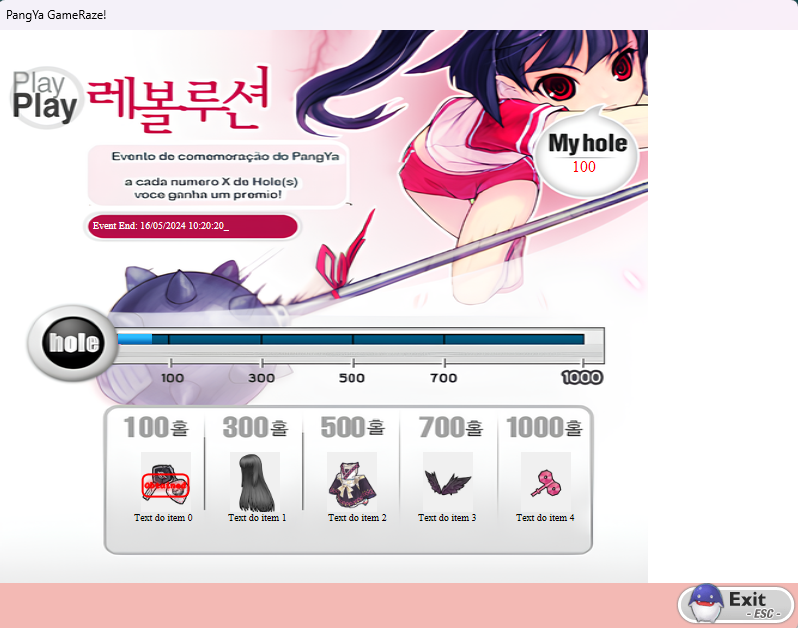 PangYa GameRaze!
Play
Play
레볼루션
My hole
100
Evento de comemoração do PangYa
a cada numero X de Hole(s)
voce ganha um premio!
Event End: 16/05/2024 10:20:20_
hole
100 300 500 700 1000
100홀 300홀 500홀 700홀 1000홀
Obtained
Text do item 0 Text do item 1 Text do item 2 Text do item 3 Text do item 4
Exit
- ESC -